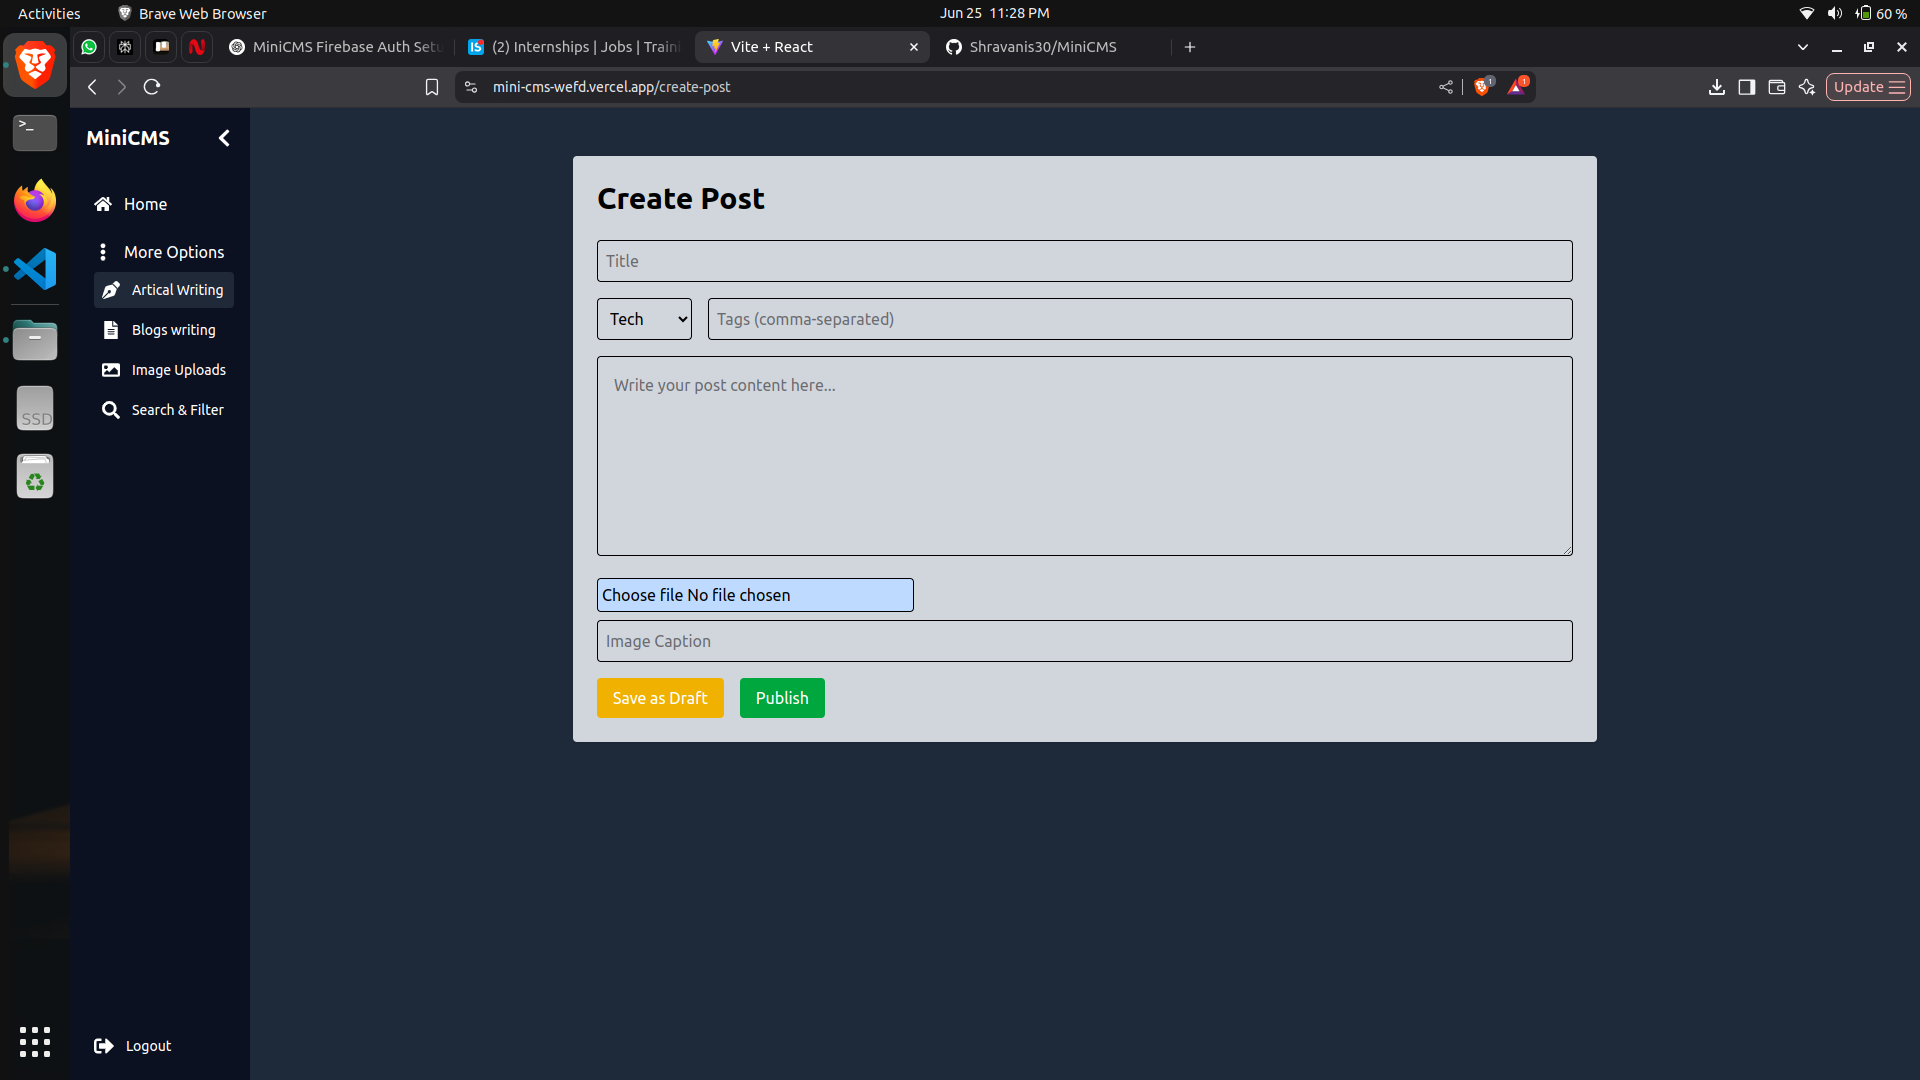 Activities Brave Web Browser Jun 25 11:28 PM 60 %
MiniCMS Firebase Auth Setu (2) Internships | Jobs | Traini Vite + React Shravanis30/MiniCMS
mini-cms-wefd.vercel.app/create-post 1 1 Update
MiniCMS
Home
More Options
Artical Writing
Blogs writing
Image Uploads
Search & Filter
Logout
SSD
Create Post
Title
Tech Tags (comma-separated)
Write your post content here...
Choose file No file chosen
Image Caption
Save as Draft Publish